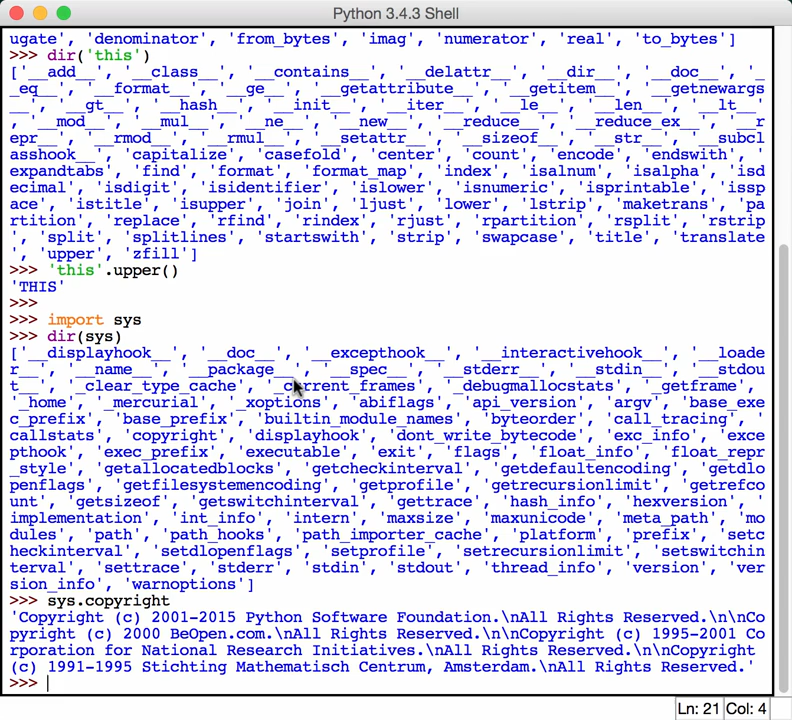 Python 3.4.3 Shell
ugate', 'denominator', 'from_bytes', 'imag', 'numerator', 'real', 'to_bytes']
>>> dir('this')
['__add__', '__class__', '__contains__', '__delattr__', '__dir__', '__doc__', '_
_eq__', '__format__', '__ge__', '__getattribute__', '__getitem__', '__getnewargs
__', '__gt__', '__hash__', '__init__', '__iter__', '__le__', '__len__', '__lt__'
, '__mod__', '__mul__', '__ne__', '__new__', '__reduce__', '__reduce_ex__', '__r
epr__', '__rmod__', '__rmul__', '__setattr__', '__sizeof__', '__str__', '__subcl
asshook__', 'capitalize', 'casefold', 'center', 'count', 'encode', 'endswith', '
expandtabs', 'find', 'format', 'format_map', 'index', 'isalnum', 'isalpha', 'isd
ecimal', 'isdigit', 'isidentifier', 'islower', 'isnumeric', 'isprintable', 'issp
ace', 'istitle', 'isupper', 'join', 'ljust', 'lower', 'lstrip', 'maketrans', 'pa
rtition', 'replace', 'rfind', 'rindex', 'rjust', 'rpartition', 'rsplit', 'rstrip
', 'split', 'splitlines', 'startswith', 'strip', 'swapcase', 'title', 'translate
', 'upper', 'zfill']
>>> 'this'.upper()
'THIS'
>>>
>>> import sys
>>> dir(sys)
['__displayhook__', '__doc__', '__excepthook__', '__interactivehook__', '__loade
r__', '__name__', '__package__', '__spec__', '__stderr__', '__stdin__', '__stdou
t__', '_clear_type_cache', '_current_frames', '_debugmallocstats', '_getframe',
'_home', '_mercurial', '_xoptions', 'abiflags', 'api_version', 'argv', 'base_exe
c_prefix', 'base_prefix', 'builtin_module_names', 'byteorder', 'call_tracing', '
callstats', 'copyright', 'displayhook', 'dont_write_bytecode', 'exc_info', 'exce
pthook', 'exec_prefix', 'executable', 'exit', 'flags', 'float_info', 'float_repr
_style', 'getallocatedblocks', 'getcheckinterval', 'getdefaultencoding', 'getdlo
penflags', 'getfilesystemencoding', 'getprofile', 'getrecursionlimit', 'getrefco
unt', 'getsizeof', 'getswitchinterval', 'gettrace', 'hash_info', 'hexversion', '
implementation', 'int_info', 'intern', 'maxsize', 'maxunicode', 'meta_path', 'mo
dules', 'path', 'path_hooks', 'path_importer_cache', 'platform', 'prefix', 'setc
heckinterval', 'setdlopenflags', 'setprofile', 'setrecursionlimit', 'setswitchin
terval', 'settrace', 'stderr', 'stdin', 'stdout', 'thread_info', 'version', 'ver
sion_info', 'warnoptions']
>>> sys.copyright
'Copyright (c) 2001-2015 Python Software Foundation.\nAll Rights Reserved.\n\nCo
pyright (c) 2000 BeOpen.com.\nAll Rights Reserved.\n\nCopyright (c) 1995-2001 Co
rporation for National Research Initiatives.\nAll Rights Reserved.\n\nCopyright
(c) 1991-1995 Stichting Mathematisch Centrum, Amsterdam.\nAll Rights Reserved.'
>>>
Ln: 21 Col: 4